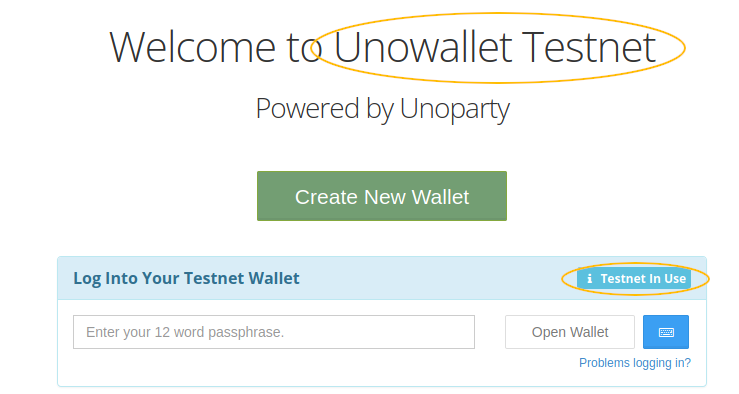 Welcome to Unowallet Testnet
Powered by Unoparty
Create New Wallet
Log Into Your Testnet Wallet
Testnet In Use
Enter your 12 word passphrase.
Open Wallet
Problems logging in?